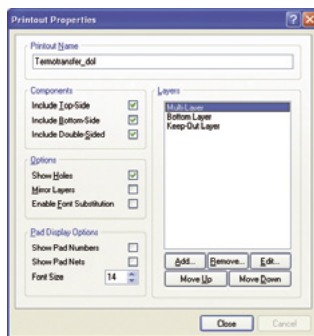 Printout Properties
Printout Name
Termotransfer_dol
Components
Include Top-Side
Include Bottom-Side
Include Double-Sided
Options
Show Holes
Mirror Layers
Enable Font Substitution
Pad Display Options
Show Pad Numbers
Show Pad Nets
Font Size 14
Layers
Multi-Layer
Bottom Layer
Keep-Out Layer
Add... Remove... Edit...
Move Up Move Down
Close Cancel